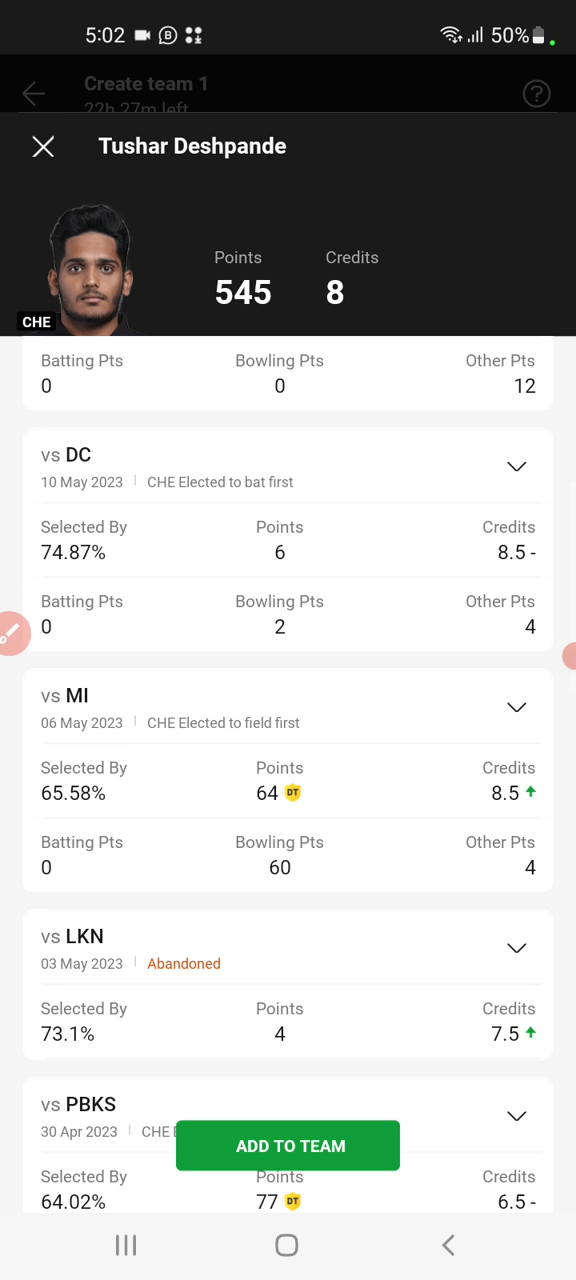 5:02 B 50%
Create team 1
22h 27m left
?
Tushar Deshpande
Points Credits
545 8
CHE
Batting Pts Bowling Pts Other Pts
0 0 12
vs DC
10 May 2023 | CHE Elected to bat first
Selected By Points Credits
74.87% 6 8.5 -
Batting Pts Bowling Pts Other Pts
0 2 4
vs MI
06 May 2023 | CHE Elected to field first
Selected By Points Credits
65.58% 64 DT 8.5
Batting Pts Bowling Pts Other Pts
0 60 4
vs LKN
03 May 2023 | Abandoned
Selected By Points Credits
73.1% 4 7.5
vs PBKS
30 Apr 2023 | CHE
ADD TO TEAM
Selected By Points Credits
64.02% 77 DT 6.5 -